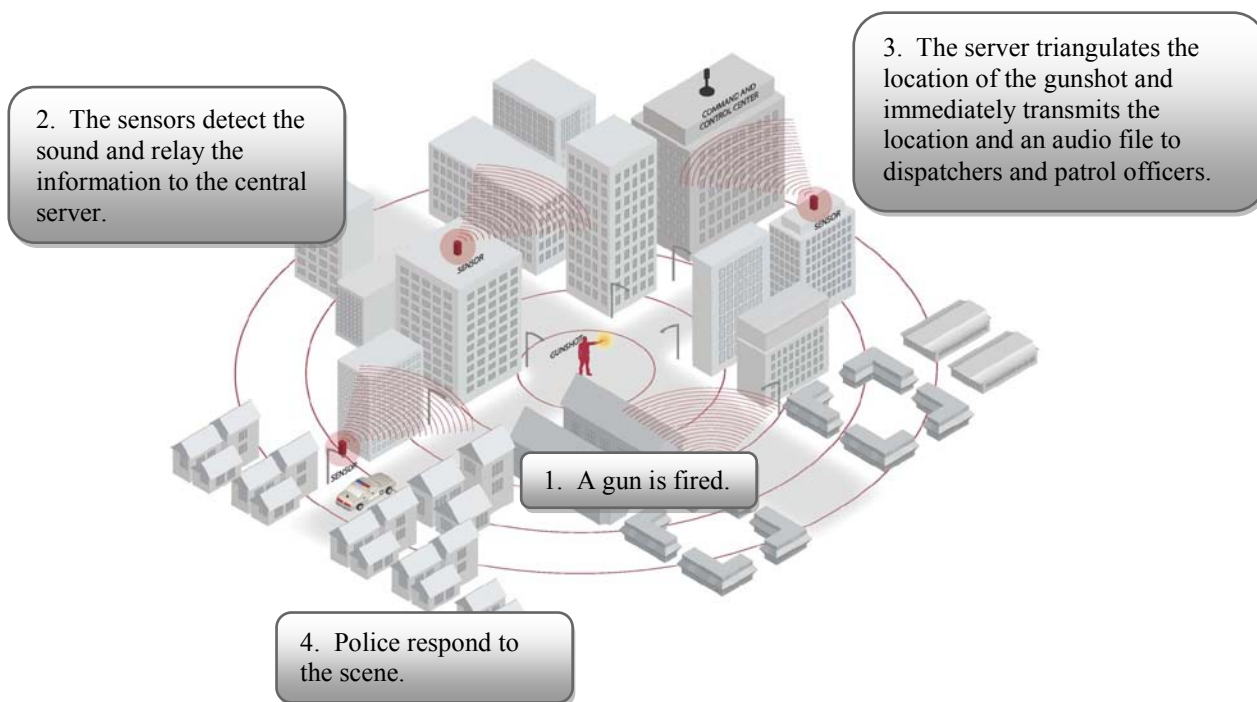 3. The server triangulates the
location of the gunshot and
immediately transmits the
location and an audio file to
dispatchers and patrol officers.
2. The sensors detect the
sound and relay the
information to the central
server.
COMMAND AND
CONTROL CENTER
SENSOR
SENSOR
GUNSHOT
SENSOR
1. A gun is fired.
4. Police respond to
the scene.